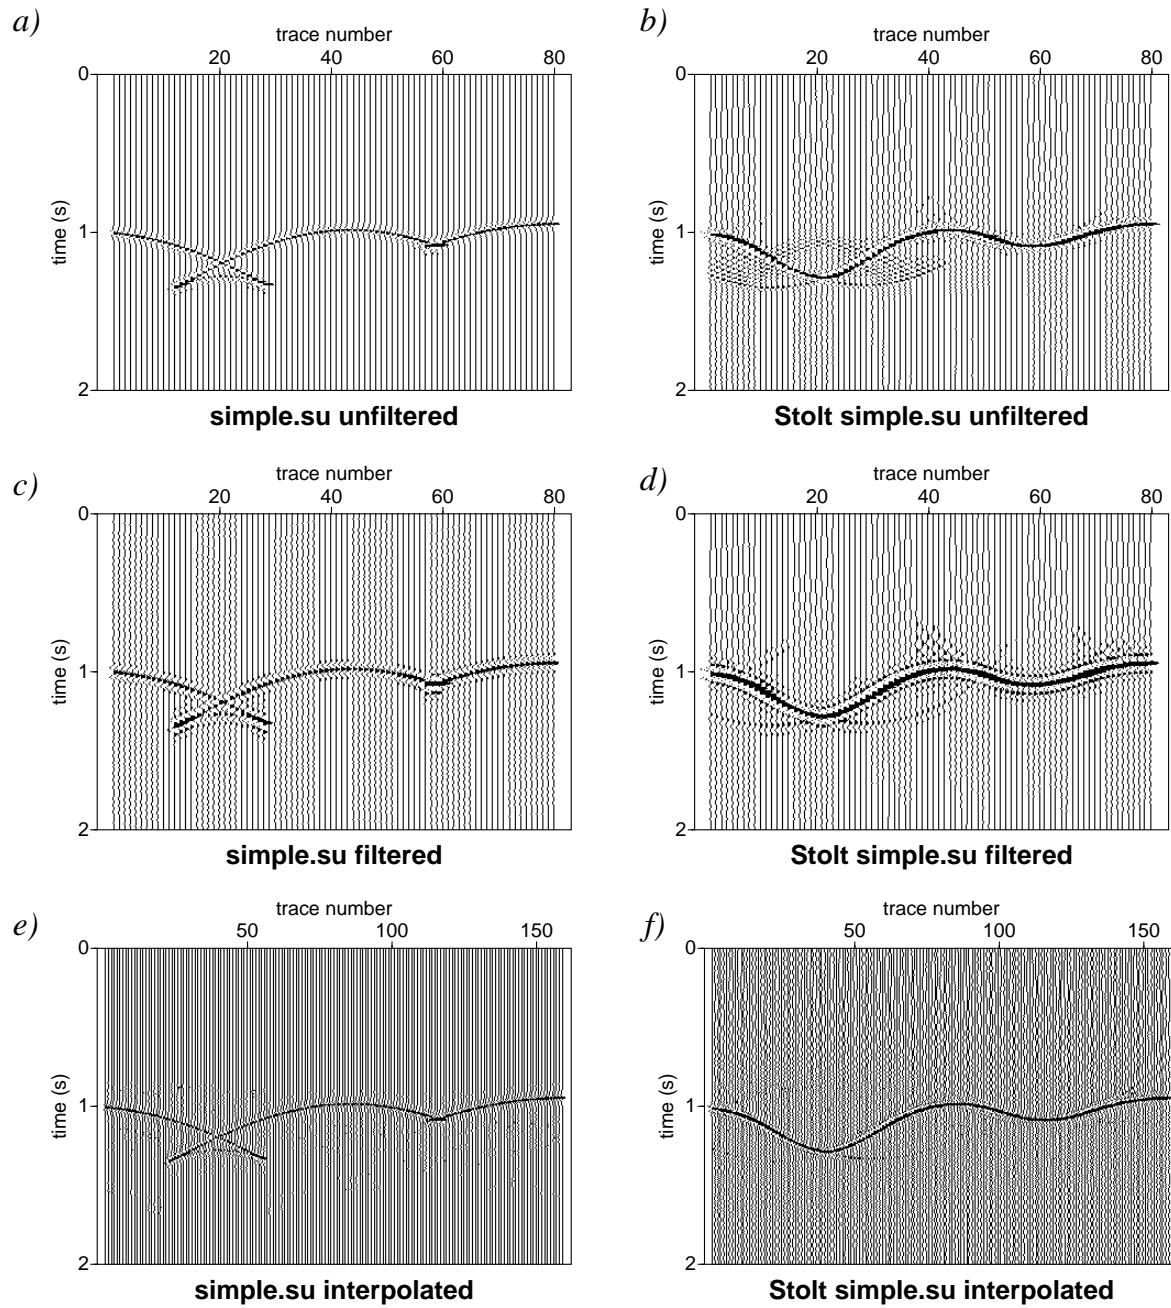 a)
trace number
20 40 60 80
0
1
2
time (s)
simple.su unfiltered
b)
trace number
20 40 60 80
0
1
2
time (s)
Stolt simple.su unfiltered
c)
trace number
20 40 60 80
0
1
2
time (s)
simple.su filtered
d)
trace number
20 40 60 80
0
1
2
time (s)
Stolt simple.su filtered
e)
trace number
50 100 150
0
1
2
time (s)
simple.su interpolated
f)
trace number
50 100 150
0
1
2
time (s)
Stolt simple.su interpolated